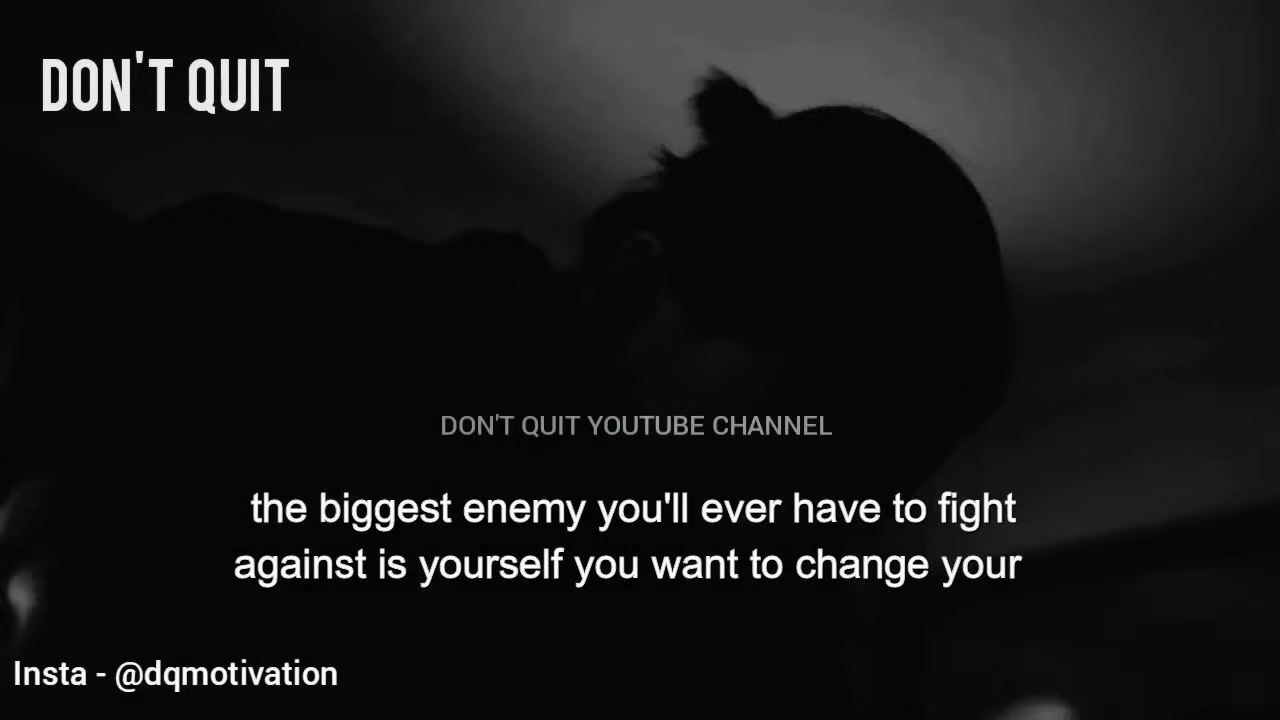 DON'T QUIT
DON'T QUIT YOUTUBE CHANNEL
the biggest enemy you'll ever have to fight
against is yourself you want to change your
Insta - @dqmotivation